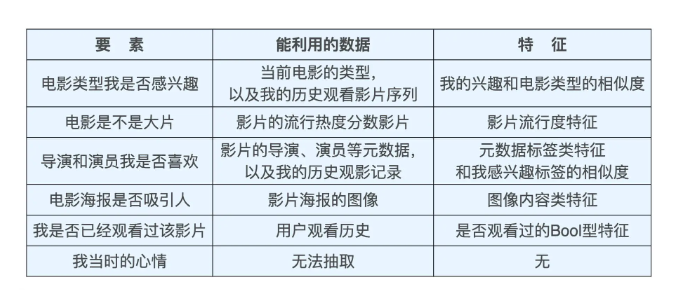 要 素 能利用的数据 特 征
电影类型我是否感兴趣 当前电影的类型，
以及我的历史观看影片序列 我的兴趣和电影类型的相似度
电影是不是大片 影片的流行热度分数影片 影片流行度特征
导演和演员我是否喜欢 影片的导演、演员等元数据，
以及我的历史观影记录 元数据标签类特征
和我感兴趣标签的相似度
电影海报是否吸引人 影片海报的图像 图像内容类特征
我是否已经观看过该影片 用户观看历史 是否观看过的Bool型特征
我当时的心情 无法抽取 无